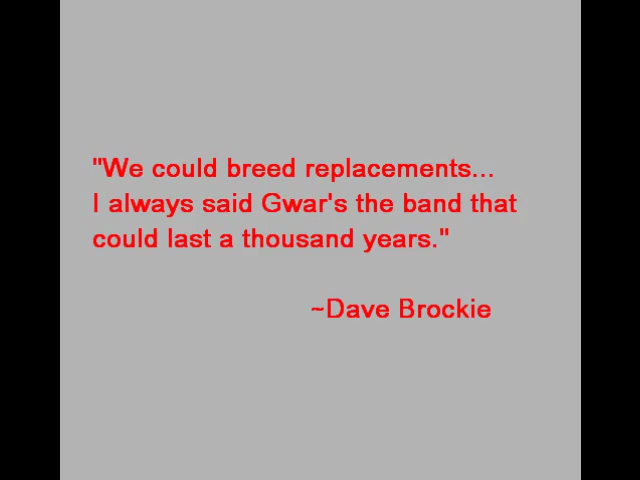 "We could breed replacements...
I always said Gwar's the band that
could last a thousand years."
~Dave Brockie